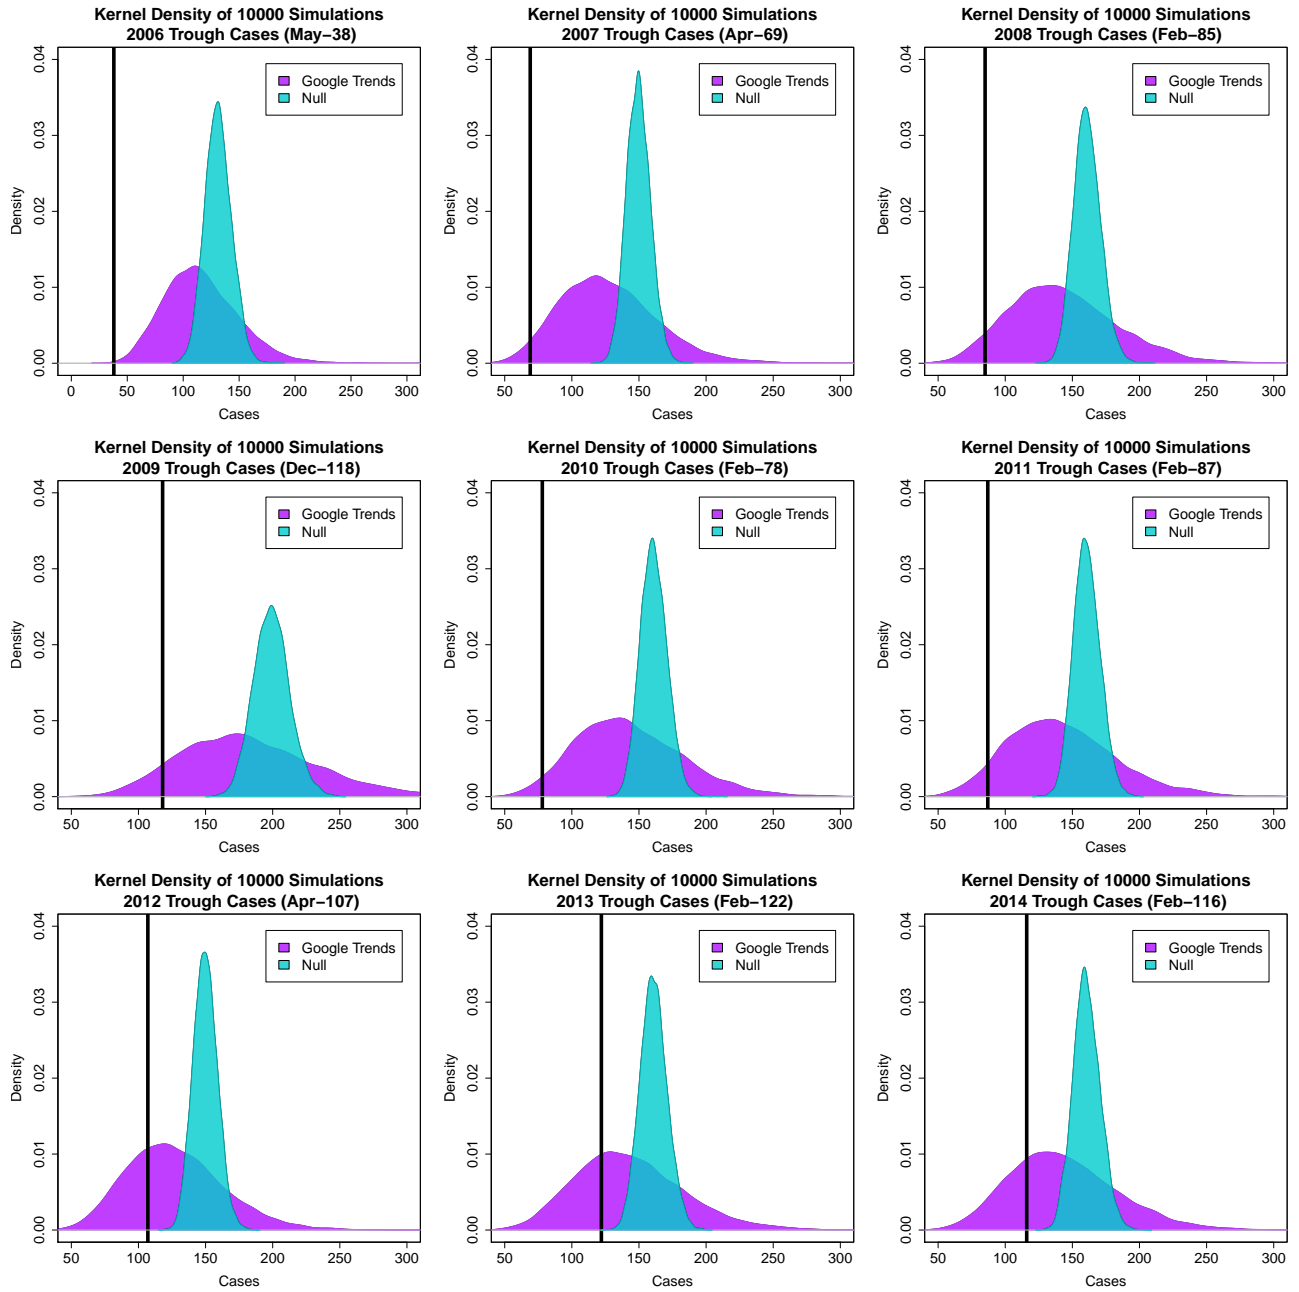 Kernel Density of 10000 Simulations
2006 Trough Cases (May−38)
Google Trends
Null
Density
0.00 0.01 0.02 0.03 0.04
0 50 100 150 200 250 300
Cases
Kernel Density of 10000 Simulations
2007 Trough Cases (Apr−69)
Google Trends
Null
Density
0.00 0.01 0.02 0.03 0.04
50 100 150 200 250 300
Cases
Kernel Density of 10000 Simulations
2008 Trough Cases (Feb−85)
Google Trends
Null
Density
0.00 0.01 0.02 0.03 0.04
50 100 150 200 250 300
Cases
Kernel Density of 10000 Simulations
2009 Trough Cases (Dec−118)
Google Trends
Null
Density
0.00 0.01 0.02 0.03 0.04
50 100 150 200 250 300
Cases
Kernel Density of 10000 Simulations
2010 Trough Cases (Feb−78)
Google Trends
Null
Density
0.00 0.01 0.02 0.03 0.04
50 100 150 200 250 300
Cases
Kernel Density of 10000 Simulations
2011 Trough Cases (Feb−87)
Google Trends
Null
Density
0.00 0.01 0.02 0.03 0.04
50 100 150 200 250 300
Cases
Kernel Density of 10000 Simulations
2012 Trough Cases (Apr−107)
Google Trends
Null
Density
0.00 0.01 0.02 0.03 0.04
50 100 150 200 250 300
Cases
Kernel Density of 10000 Simulations
2013 Trough Cases (Feb−122)
Google Trends
Null
Density
0.00 0.01 0.02 0.03 0.04
50 100 150 200 250 300
Cases
Kernel Density of 10000 Simulations
2014 Trough Cases (Feb−116)
Google Trends
Null
Density
0.00 0.01 0.02 0.03 0.04
50 100 150 200 250 300
Cases